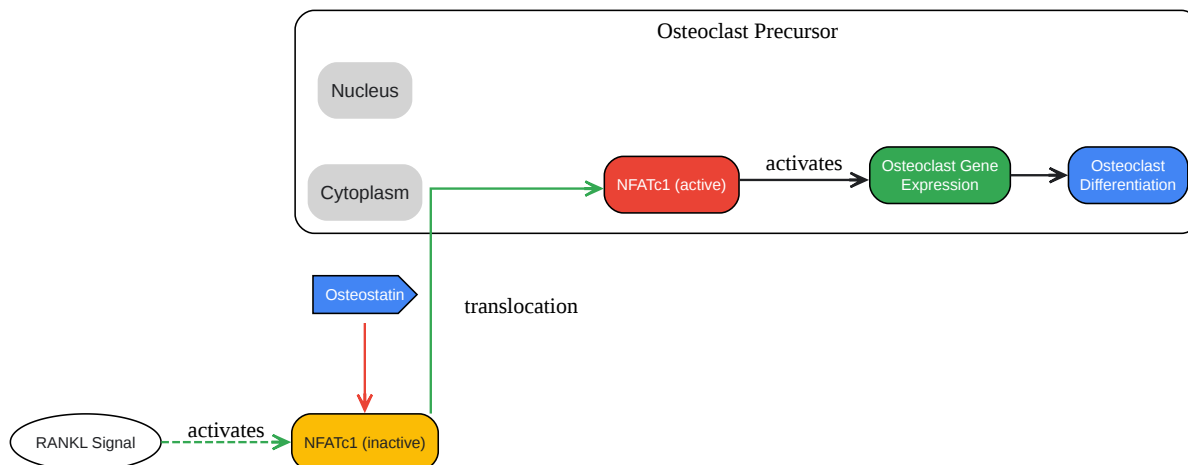 Osteoclast Precursor
Nucleus
Cytoplasm
NFATc1 (active)
activates
Osteoclast Gene
Expression
Osteoclast
Differentiation
Osteostatin
translocation
RANKL Signal
activates
NFATc1 (inactive)